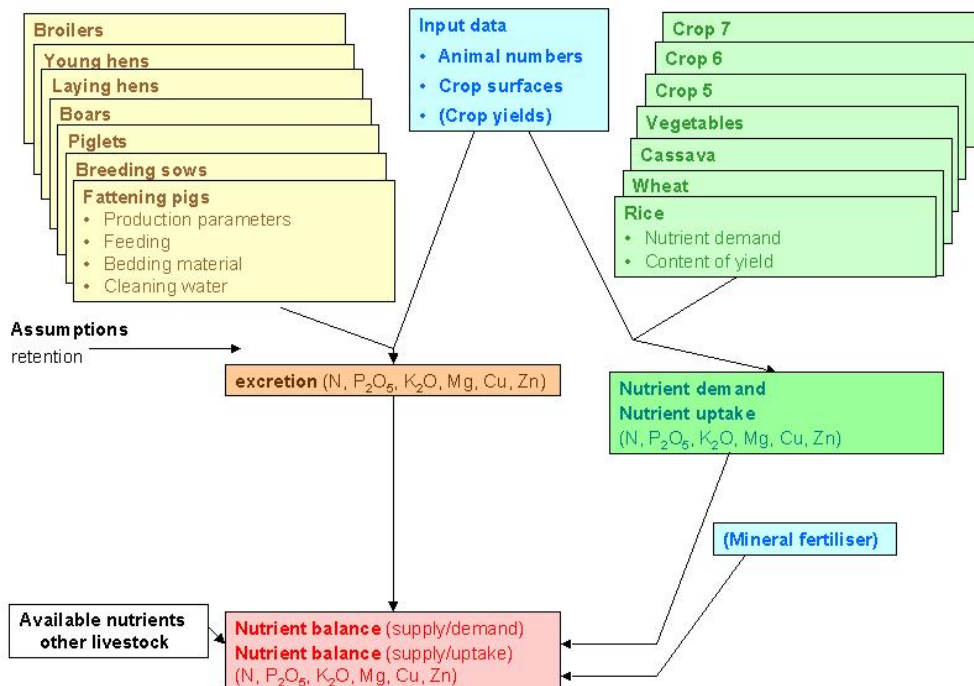 Broilers
Young hens
Laying hens
Boars
Piglets
Breeding sows
Fattening pigs
• Production parameters
• Feeding
• Bedding material
• Cleaning water
Input data
• Animal numbers
• Crop surfaces
• (Crop yields)
Crop 7
Crop 6
Crop 5
Vegetables
Cassava
Wheat
Rice
• Nutrient demand
• Content of yield
Assumptions
retention
excretion (N, P₂O₅, K₂O, Mg, Cu, Zn)
Nutrient demand
Nutrient uptake
(N, P₂O₅, K₂O, Mg, Cu, Zn)
(Mineral fertiliser)
Available nutrients
other livestock
Nutrient balance (supply/demand)
Nutrient balance (supply/uptake)
(N, P₂O₅, K₂O, Mg, Cu, Zn)